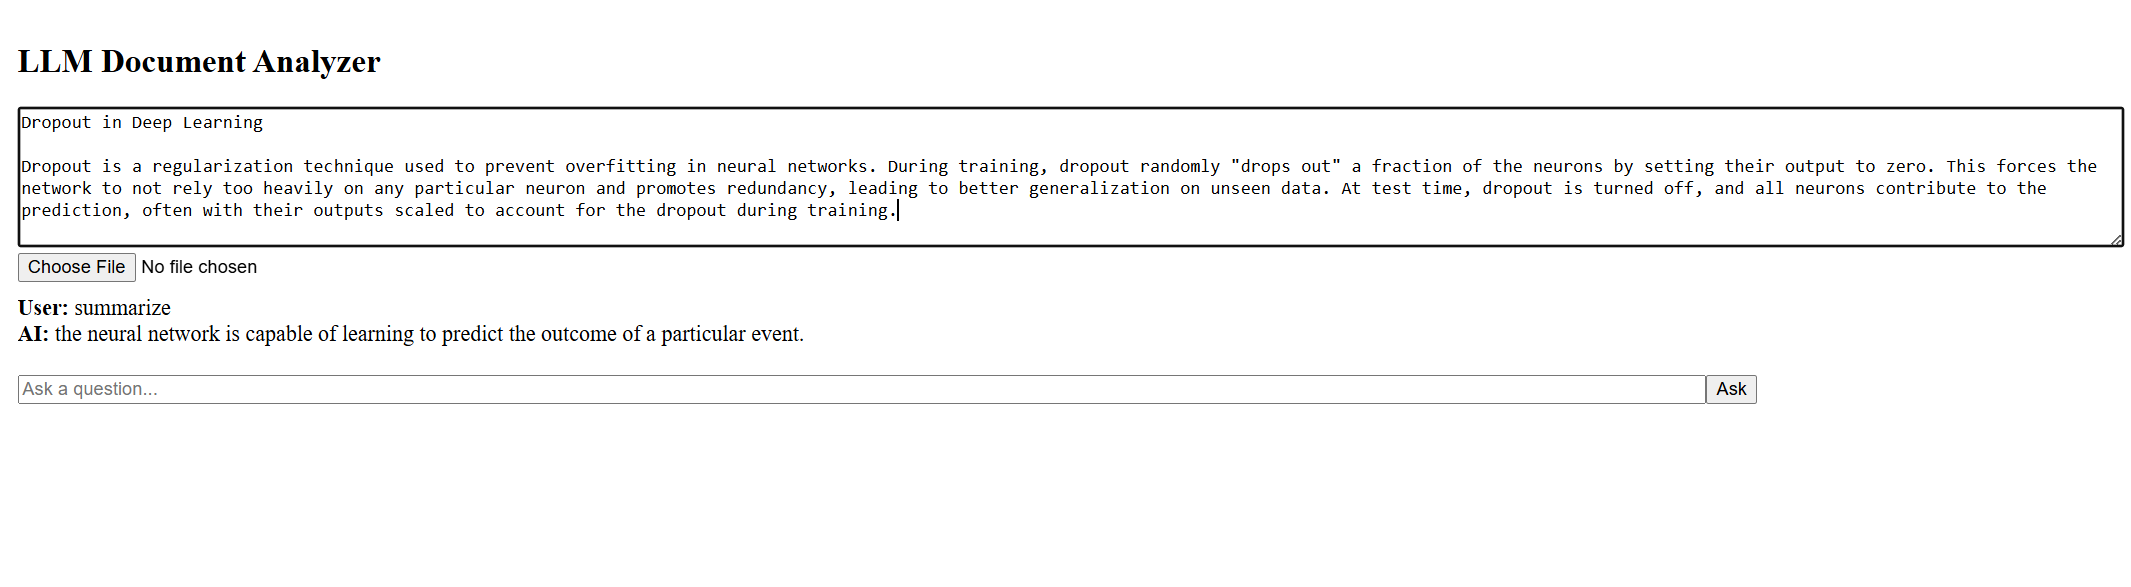 LLM Document Analyzer
Dropout in Deep Learning
Dropout is a regularization technique used to prevent overfitting in neural networks. During training, dropout randomly "drops out" a fraction of the neurons by setting their output to zero. This forces the
network to not rely too heavily on any particular neuron and promotes redundancy, leading to better generalization on unseen data. At test time, dropout is turned off, and all neurons contribute to the
prediction, often with their outputs scaled to account for the dropout during training.
Choose File No file chosen
User: summarize
AI: the neural network is capable of learning to predict the outcome of a particular event.
Ask a question... Ask